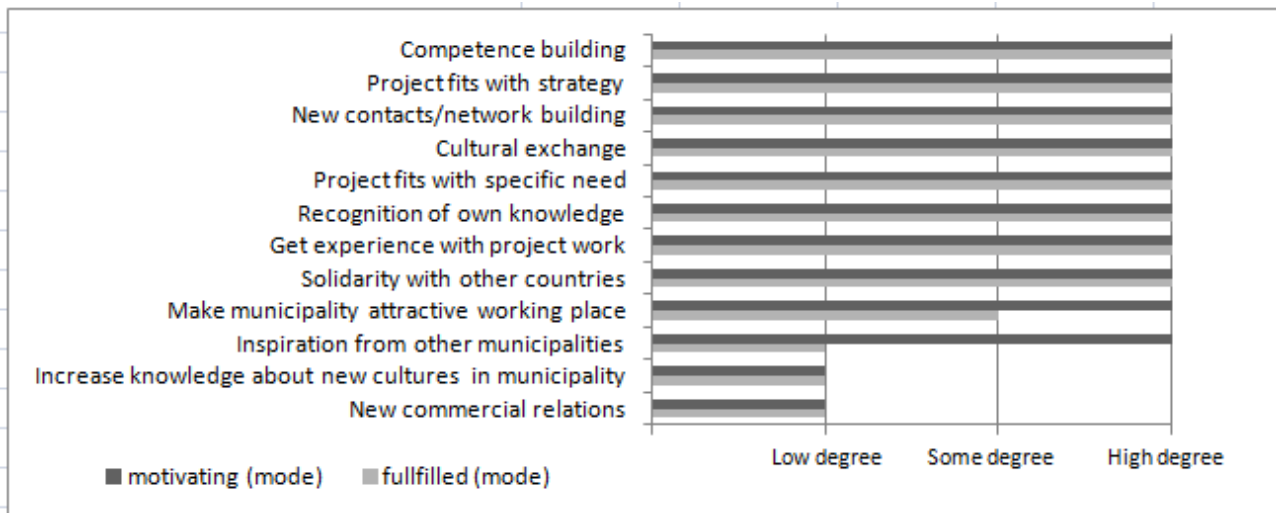 Competence building
Project fits with strategy
New contacts/network building
Cultural exchange
Project fits with specific need
Recognition of own knowledge
Get experience with project work
Solidarity with other countries
Make municipality attractive working place
Inspiration from other municipalities
Increase knowledge about new cultures in municipality
New commercial relations
Low degree Some degree High degree
motivating (mode) fullfilled (mode)